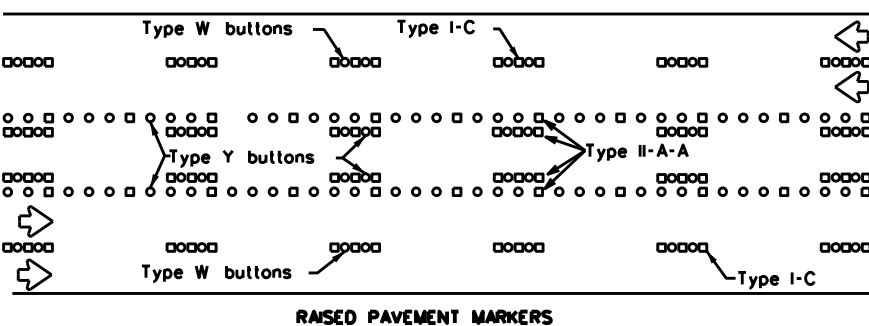 Type W buttons
Type I-C
Type Y buttons
Type II-A-A
Type W buttons
Type I-C
RAISED PAVEMENT MARKERS